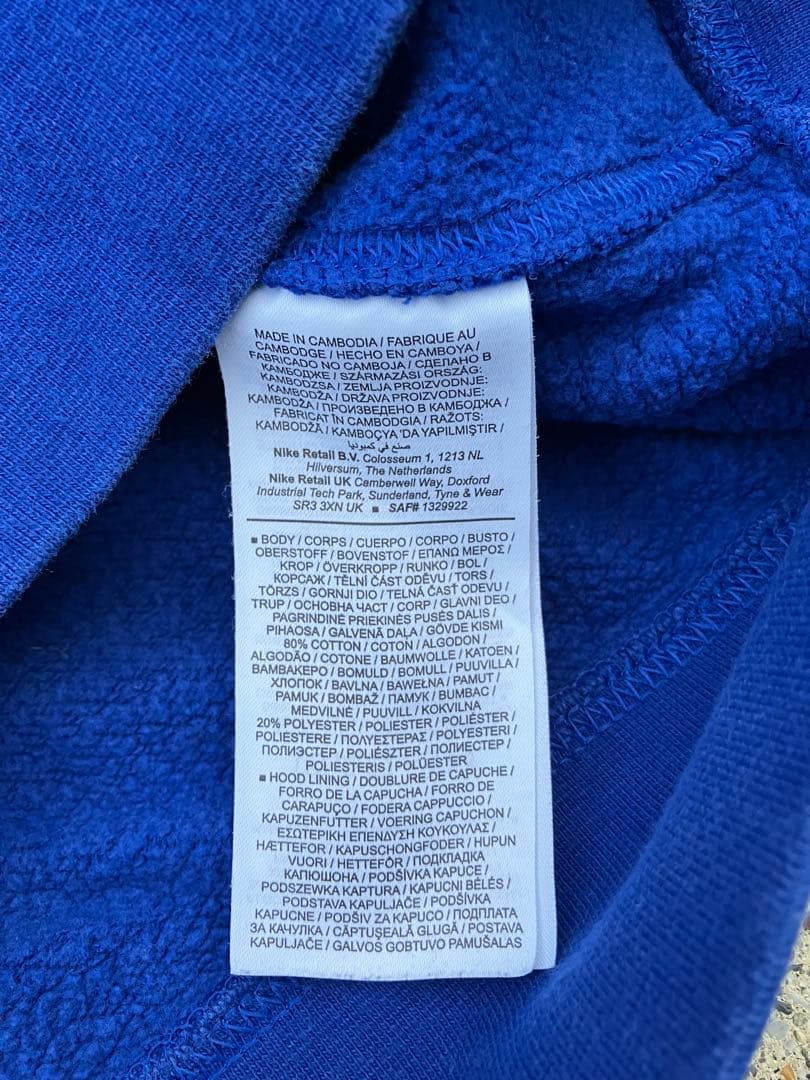 MADE IN CAMBODIA / FABRIQUE AU
CAMBODGE / HECHO EN CAMBOYA /
FABRICADO NO CAMBOJA / СДЕЛАНО В
КАМБОДЖЕ / SZÁRMAZÁSI ORSZÁG:
KAMBODZSA / ZEMLJA PROIZVODNJE:
KAMBODŽA / DRŽAVA PROIZVODNJE:
KAMBODŽA / ПРОИЗВЕДЕНО В КАМБОДЖА /
FABRICAT ÎN CAMBODGIA / RAŽOTS:
KAMBODŽĀ / KAMBOÇYA 'DA YAPILMIŞTIR /
صنع في كمبوديا
Nike Retail B.V. Colosseum 1, 1213 NL
Hilversum, The Netherlands
Nike Retail UK Camberwell Way, Doxford
Industrial Tech Park, Sunderland, Tyne & Wear
SR3 3XN UK ■ SAF# 1329922
■ BODY / CORPS / CUERPO / CORPO / BUSTO /
OBERSTOFF / BOVENSTOF / ΕΠΑΝΩ ΜΕΡΟΣ /
KROP / ÖVERKROPP / RUNKO / BOL /
КОРСАЖ / TĚLNÍ ČÁST ODĚVU / TORS /
TÖRZS / GORNJI DIO / TELNÁ ČASŤ ODEVU /
TRUP / ОСНОВНА ЧАСТ / CORP / GLAVNI DEO /
PAGRINDINĖ PRIEKINĖS PUSĖS DALIS /
PIHAOSA / GALVENĀ DAĻA / GÖVDE KISMI
80% COTTON / COTON / ALGODON /
ALGODÃO / COTONE / BAUMWOLLE / KATOEN /
ΒΑΜΒΑΚΕΡΟ / BOMULD / BOMULL / PUUVILLA /
ХЛОПОК / BAVLNA / BAWEŁNA / PAMUT /
PAMUK / BOMBAŽ / ПАМУК / BUMBAC /
MEDVILNĖ / PUUVILL / KOKVILNA
20% POLYESTER / POLIESTER / POLIÉSTER /
POLIESTERE / ΠΟΛΥΕΣΤΕΡΑΣ / POLYESTERI /
ПОЛИЭСТЕР / POLIÉSZTER / ПОЛИЕСТЕР /
POLIESTERIS / POLÜESTER
■ HOOD LINING / DOUBLURE DE CAPUCHE /
FORRO DE LA CAPUCHA / FORRO DE
CARAPUÇO / FODERA CAPPUCCIO /
KAPUZENFUTTER / VOERING CAPUCHON /
ΕΣΩΤΕΡΙΚΗ ΕΠΕΝΔΥΣΗ ΚΟΥΚΟΥΛΑΣ /
HÆTTEFOR / KAPUSCHONGFODER / HUPUN
VUORI / HETTEFÔR / ПОДКЛАДКА
КАПЮШОНА / PODŠÍVKA KAPUCE /
PODSZEWKA KAPTURA / KAPUCNI BÉLÉS /
PODSTAVA KAPULJAČE / PODŠÍVKA
KAPUCNE / PODŠIV ZA KAPUCO / ПОДПЛАТА
ЗА КАЧУЛКА / CĂPTUȘEALĂ GLUGĂ / POSTAVA
KAPULJAČE / GALVOS GOBTUVO PAMUŠALAS